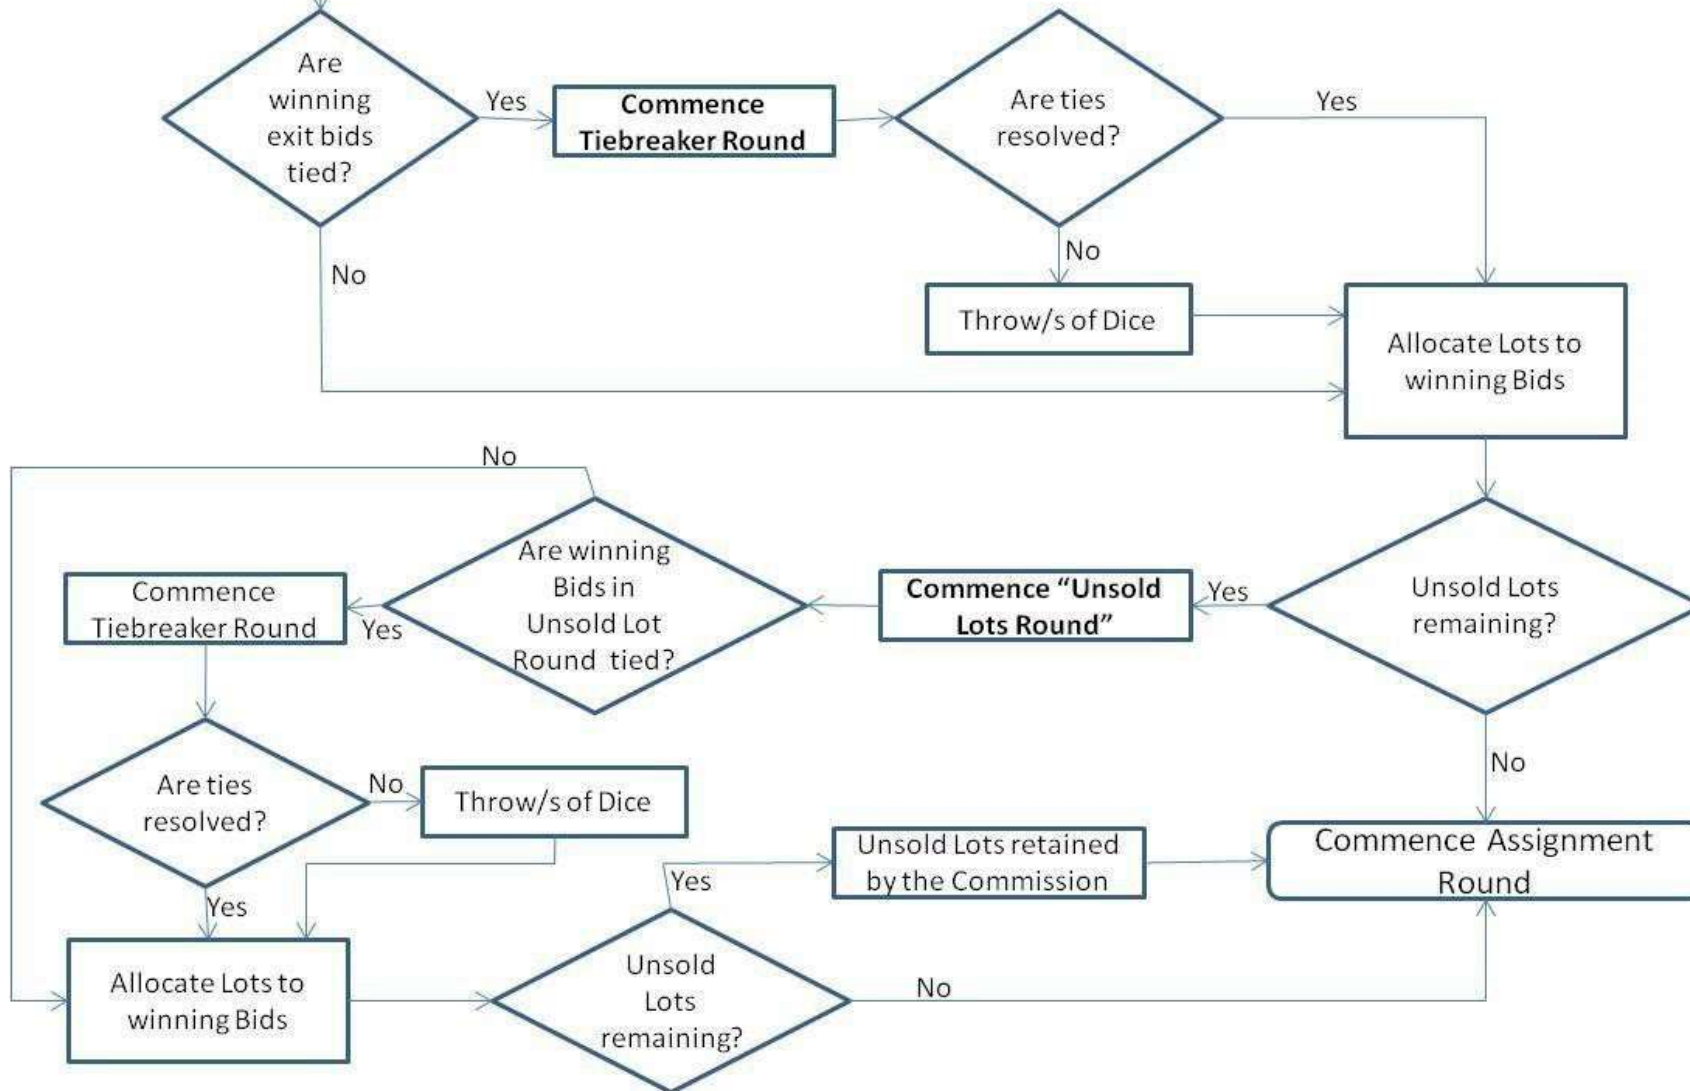 Are
winning
exit bids
tied?
Yes
Commence
Tiebreaker Round
Are ties
resolved?
Yes
No
No
Throw/s of Dice
Allocate Lots to
winning Bids
No
Are winning
Bids in
Unsold Lot
Round tied?
Commence
Tiebreaker Round
Yes
Commence “Unsold
Lots Round”
Yes
Unsold Lots
remaining?
No
Are ties
resolved?
No
Throw/s of Dice
Yes
Unsold Lots retained
by the Commission
Commence Assignment
Round
Yes
Allocate Lots to
winning Bids
Unsold
Lots
remaining?
No